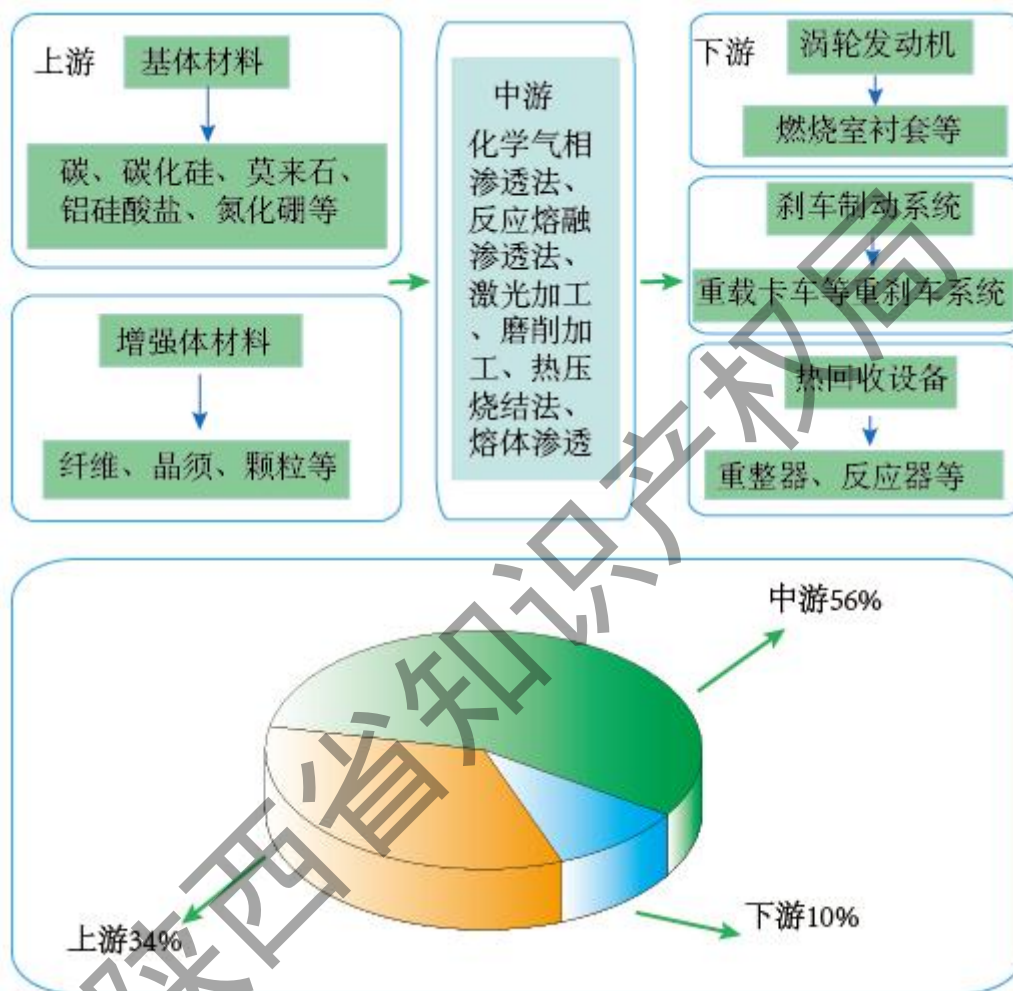 上游
基体材料
碳、碳化硅、莫来石、
铝硅酸盐、氮化硼等
增强体材料
纤维、晶须、颗粒等
中游
化学气相
渗透法、
反应熔融
渗透法、
激光加工
、磨削加
工、热压
烧结法、
熔体渗透
下游
涡轮发动机
燃烧室衬套等
刹车制动系统
重载卡车等重刹车系统
热回收设备
重整器、反应器等
中游56%
下游10%
上游34%
陕西省知识产权局